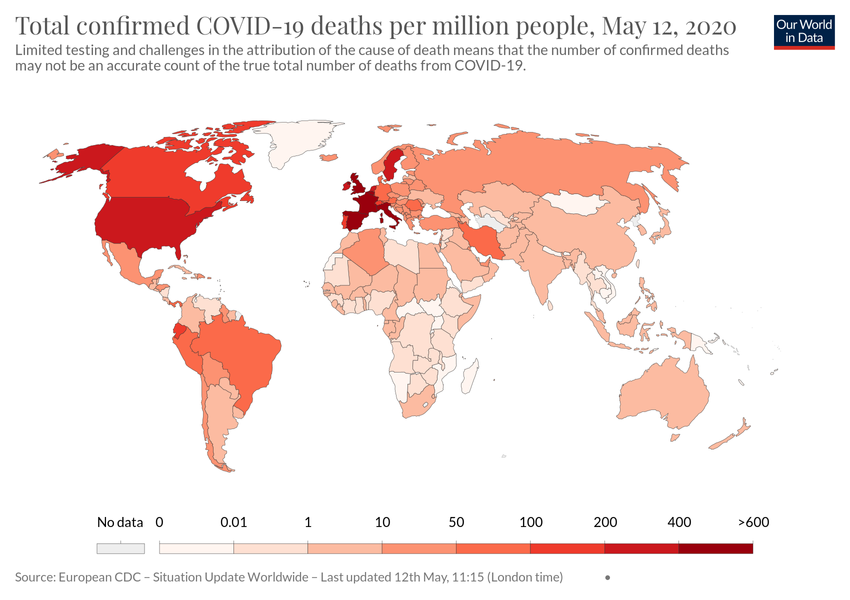 Total confirmed COVID-19 deaths per million people, May 12, 2020
Our World
in Data
Limited testing and challenges in the attribution of the cause of death means that the number of confirmed deaths
may not be an accurate count of the true total number of deaths from COVID-19.
No data 0 0.01 1 10 50 100 200 400 >600
Source: European CDC – Situation Update Worldwide – Last updated 12th May, 11:15 (London time) •